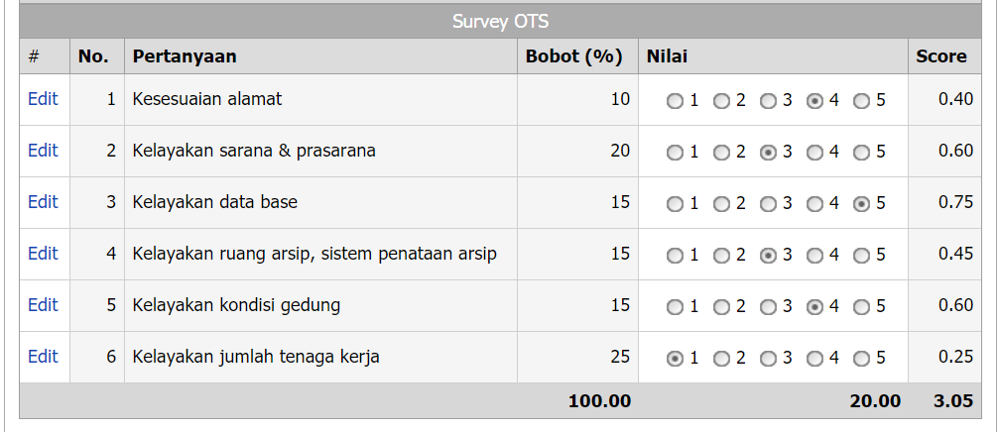 Survey OTS
# No. Pertanyaan Bobot (%) Nilai Score
Edit 1 Kesesuaian alamat 10 1 2 3 4 5 0.40
Edit 2 Kelayakan sarana & prasarana 20 1 2 3 4 5 0.60
Edit 3 Kelayakan data base 15 1 2 3 4 5 0.75
Edit 4 Kelayakan ruang arsip, sistem penataan arsip 15 1 2 3 4 5 0.45
Edit 5 Kelayakan kondisi gedung 15 1 2 3 4 5 0.60
Edit 6 Kelayakan jumlah tenaga kerja 25 1 2 3 4 5 0.25
100.00 20.00 3.05